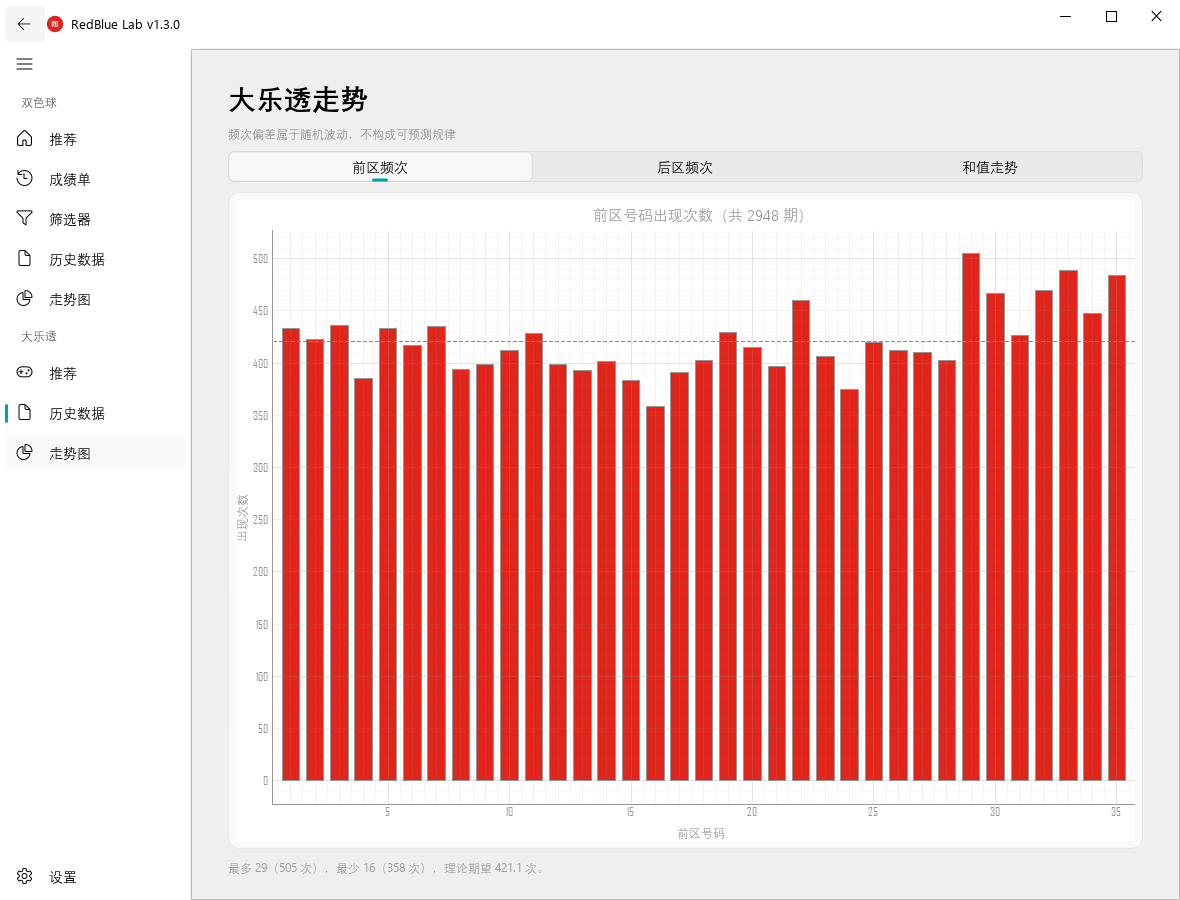 RB RedBlue Lab v1.3.0
双色球
推荐
成绩单
筛选器
历史数据
走势图
大乐透
推荐
历史数据
走势图
设置
大乐透走势
频次偏差属于随机波动，不构成可预测规律
前区频次 后区频次 和值走势
前区号码出现次数（共 2948 期）
出现次数
500
450
400
350
300
250
200
150
100
50
0
5 10 15 20 25 30 35
前区号码
最多 29（505 次），最少 16（358 次），理论期望 421.1 次。